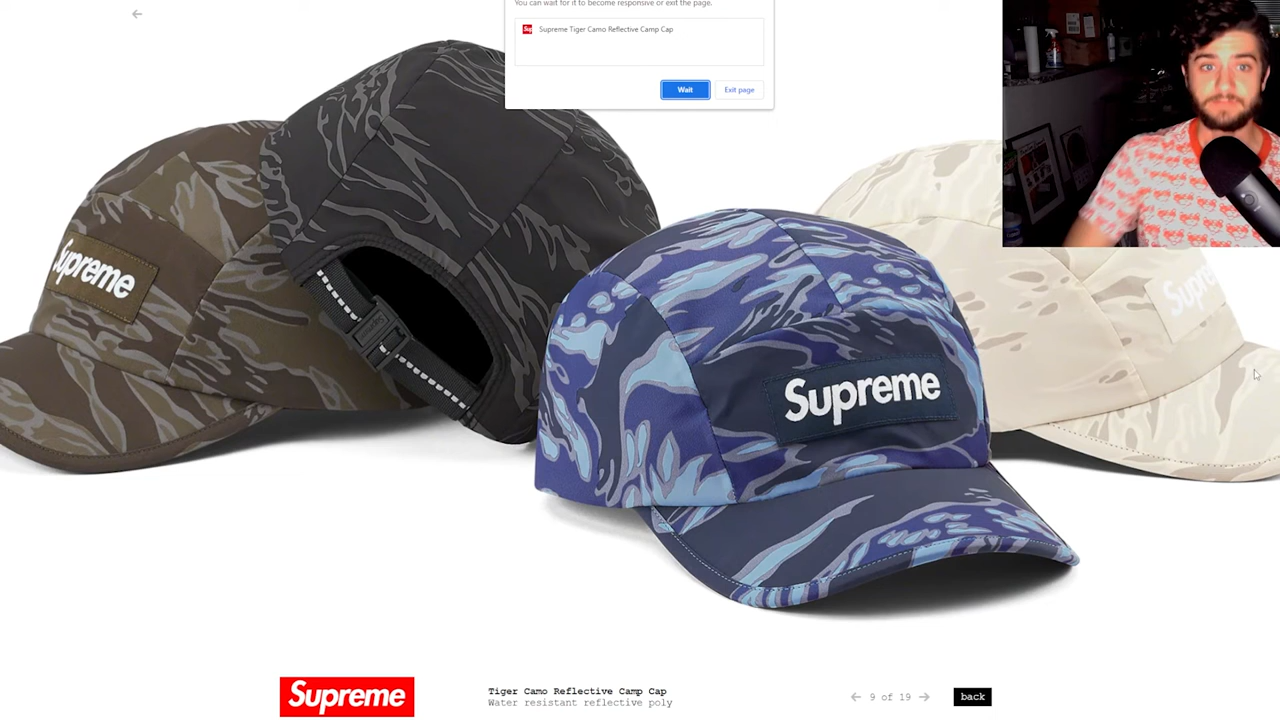 You can wait for it to become responsive or exit the page.
Sup
Supreme Tiger Camo Reflective Camp Cap
Wait
Exit page
Supreme
Supreme
Supreme
Supreme
Tiger Camo Reflective Camp Cap
Water resistant reflective poly
9 of 19
back